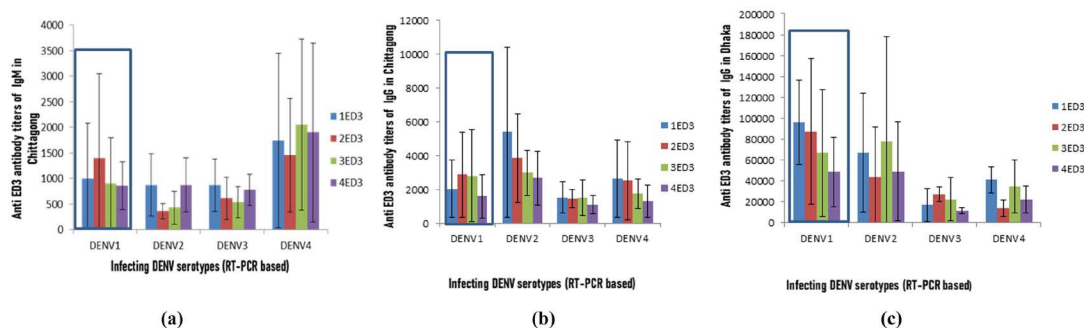 Anti ED3 antibody titers of IgM in
Chittagong
4000
3500
3000
2500
2000
1500
1000
500
0
DENV1 DENV2 DENV3 DENV4
Infecting DENV serotypes (RT-PCR based)
1ED3
2ED3
3ED3
4ED3
(a)
b)
Anti ED3 antibody titers of IgG in Chittagong
12000
10000
8000
6000
4000
2000
0
DENV1 DENV2 DENV3 DENV4
Infecting DENV serotypes (RT-PCR based)
1ED3
2ED3
3ED3
4ED3
(b)
c)
Anti ED3 antibody titers of IgG in Dhaka
200000
180000
160000
140000
120000
100000
80000
60000
40000
20000
0
DENV1 DENV2 DENV3 DENV4
Infecting DENV serotypes (RT-PCR based)
1ED3
2ED3
3ED3
4ED3
(c)